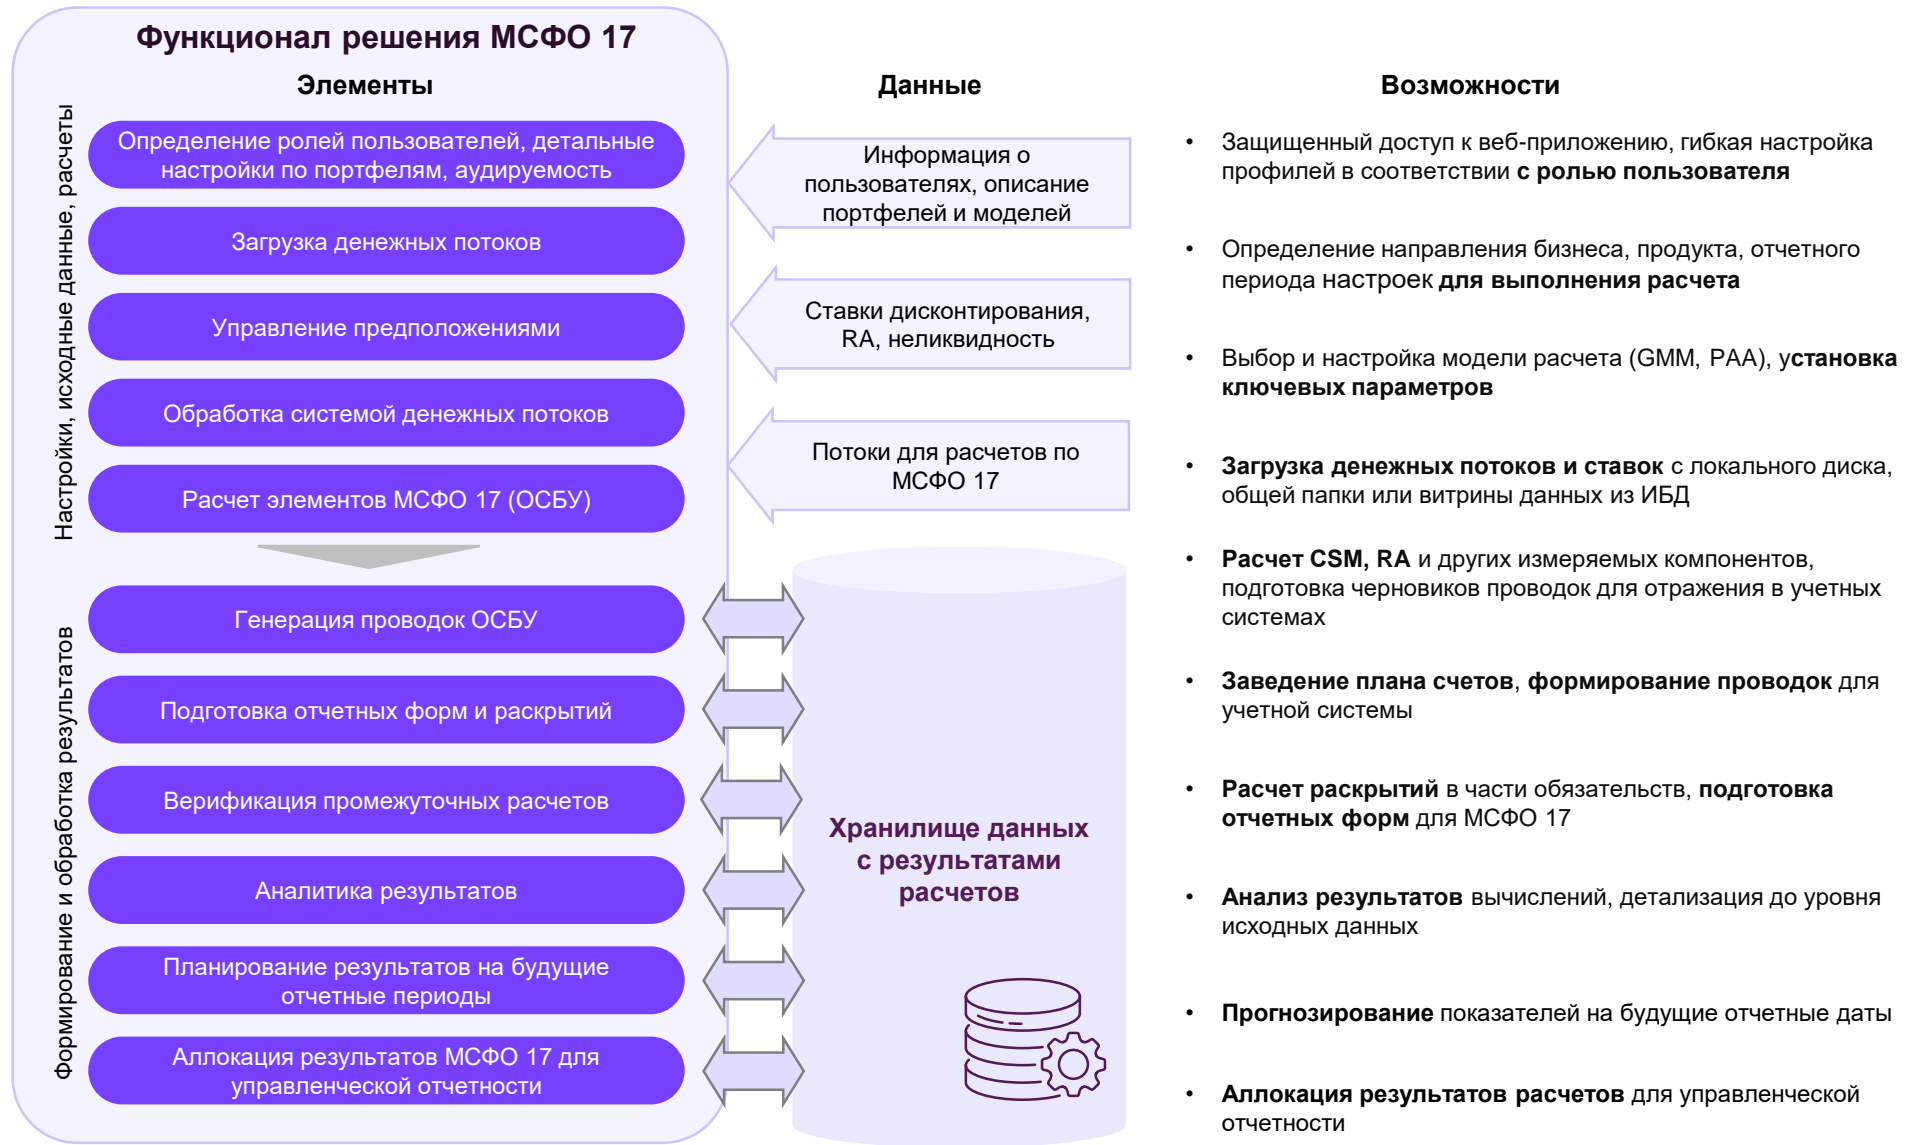 Функционал решения МСФО 17
Элементы
Данные
Возможности
Настройки, исходные данные, расчеты
Определение ролей пользователей, детальные
настройки по портфелям, аудируемость
Загрузка денежных потоков
Управление предположениями
Обработка системой денежных потоков
Расчет элементов МСФО 17 (ОСБУ)
Формирование и обработка результатов
Генерация проводок ОСБУ
Подготовка отчетных форм и раскрытий
Верификация промежуточных расчетов
Аналитика результатов
Планирование результатов на будущие
отчетные периоды
Аллокация результатов МСФО 17 для
управленческой отчетности
Информация о
пользователях, описание
портфелей и моделей
Ставки дисконтирования,
RA, неликвидность
Потоки для расчетов по
МСФО 17
Хранилище данных
с результатами
расчетов
• Защищенный доступ к веб-приложению, гибкая настройка
профилей в соответствии с ролью пользователя
• Определение направления бизнеса, продукта, отчетного
периода настроек для выполнения расчета
• Выбор и настройка модели расчета (GMM, PAA), установка
ключевых параметров
• Загрузка денежных потоков и ставок с локального диска,
общей папки или витрины данных из ИБД
• Расчет CSM, RA и других измеряемых компонентов,
подготовка черновиков проводок для отражения в учетных
системах
• Заведение плана счетов, формирование проводок для
учетной системы
• Расчет раскрытий в части обязательств, подготовка
отчетных форм для МСФО 17
• Анализ результатов вычислений, детализация до уровня
исходных данных
• Прогнозирование показателей на будущие отчетные даты
• Аллокация результатов расчетов для управленческой
отчетности